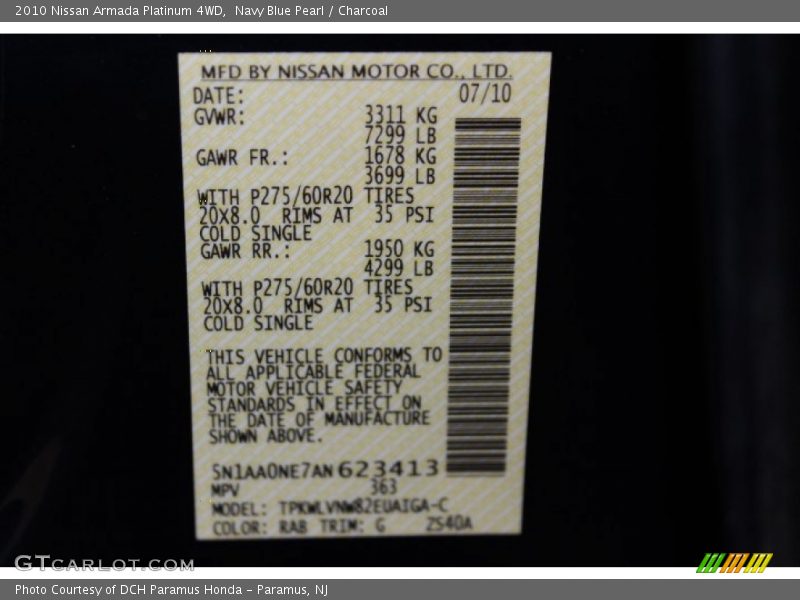 2010 Nissan Armada Platinum 4WD,  Navy Blue Pearl / Charcoal
MFD BY NISSAN MOTOR CO., LTD.
DATE: 07/10
GVWR: 3311 KG
7299 LB
GAWR FR.: 1678 KG
3699 LB
WITH P275/60R20 TIRES
20X8.0 RIMS AT 35 PSI
COLD SINGLE
GAWR RR.: 1950 KG
4299 LB
WITH P275/60R20 TIRES
20X8.0 RIMS AT 35 PSI
COLD SINGLE
THIS VEHICLE CONFORMS TO
ALL APPLICABLE FEDERAL
MOTOR VEHICLE SAFETY
STANDARDS IN EFFECT ON
THE DATE OF MANUFACTURE
SHOWN ABOVE.
5N1AA0NE7AN623413
MPV 363
MODEL: TPKWLVNW82EUAIGA-C
COLOR: RAB TRIM: G ZS40A
GTCARLOT.COM
Photo Courtesy of DCH Paramus Honda - Paramus, NJ